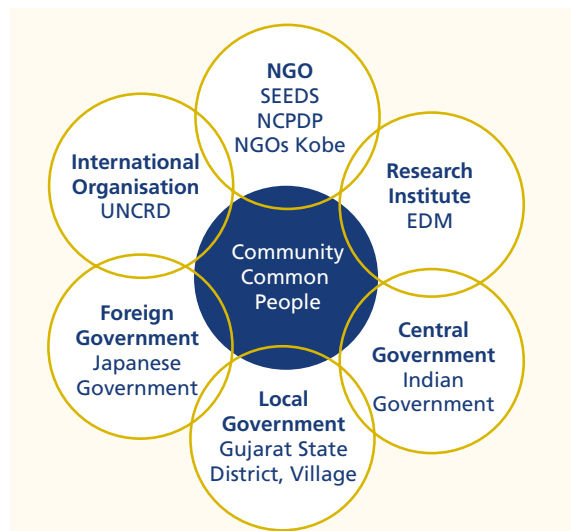 NGO
SEEDS
NCPDP
NGOs Kobe
International
Organisation
UNCRD
Research
Institute
EDM
Community
Common
People
Foreign
Government
Japanese
Government
Central
Government
Indian
Government
Local
Government
Gujarat State
District, Village